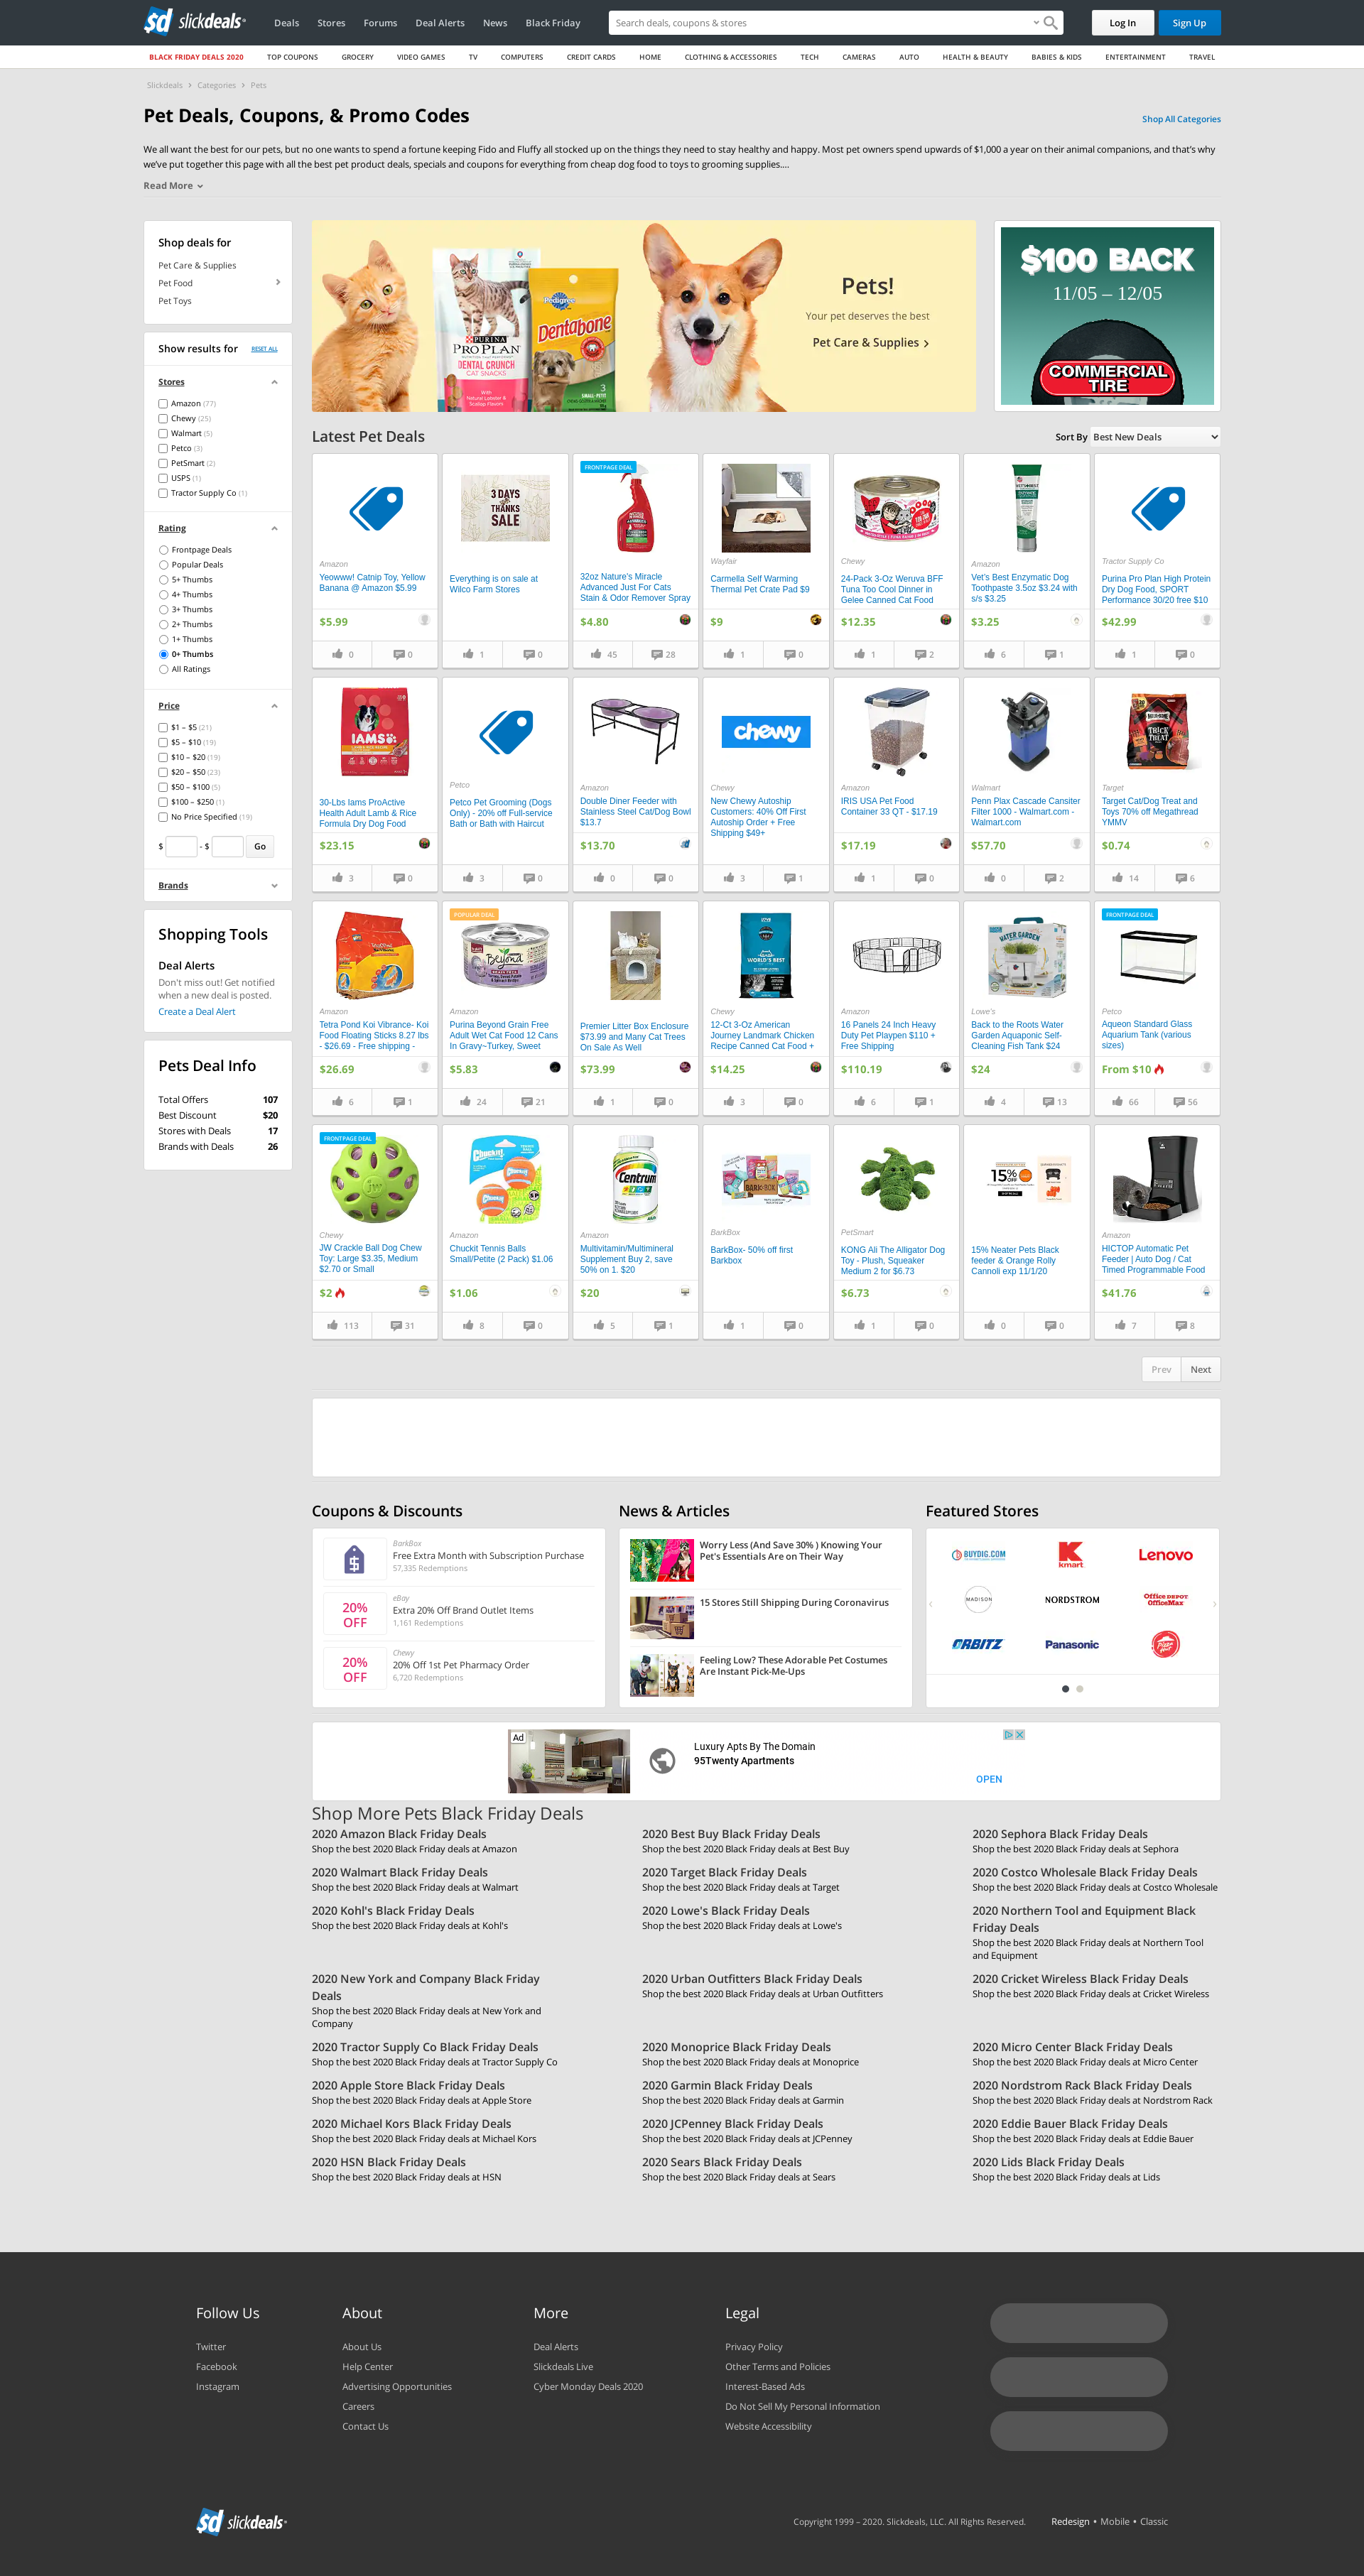 slickdeals
Deals
Stores
Forums
Deal Alerts
News
Black Friday
Search deals, coupons & stores
Log In
Sign Up
BLACK FRIDAY DEALS 2020
TOP COUPONS
GROCERY
VIDEO GAMES
TV
COMPUTERS
CREDIT CARDS
HOME
CLOTHING & ACCESSORIES
TECH
CAMERAS
AUTO
HEALTH & BEAUTY
BABIES & KIDS
ENTERTAINMENT
TRAVEL
Slickdeals › Categories › Pets
Pet Deals, Coupons, & Promo Codes
Shop All Categories
We all want the best for our pets, but no one wants to spend a fortune keeping Fido and Fluffy all stocked up on the things they need to stay healthy and happy. Most pet owners spend upwards of $1,000 a year on their animal companions, and that's why
we've put together this page with all the best pet product deals, specials and coupons for everything from cheap dog food to toys to grooming supplies....
Read More
Shop deals for
Pet Care & Supplies
Pet Food
Pet Toys
Show results for
RESET ALL
Stores
Amazon (77)
Chewy (25)
Walmart (5)
Petco (3)
PetSmart (2)
USPS (1)
Tractor Supply Co (1)
Rating
Frontpage Deals
Popular Deals
5+ Thumbs
4+ Thumbs
3+ Thumbs
2+ Thumbs
1+ Thumbs
0+ Thumbs
All Ratings
Price
$1 – $5 (21)
$5 – $10 (19)
$10 – $20 (19)
$20 – $50 (23)
$50 – $100 (5)
$100 – $250 (1)
No Price Specified (19)
$ - $ Go
Brands
Shopping Tools
Deal Alerts
Don't miss out! Get notified
when a new deal is posted.
Create a Deal Alert
Pets Deal Info
Total Offers 107
Best Discount $20
Stores with Deals 17
Brands with Deals 26
PURINA
PRO PLAN
DENTAL CRUNCH
CAT SNACKS
Pedigree
Dentabone
Pets!
Your pet deserves the best
Pet Care & Supplies
$100 BACK
11/05 – 12/05
COMMERCIAL
TIRE
Latest Pet Deals
Sort By Best New Deals
Amazon
Yeowww! Catnip Toy, Yellow
Banana @ Amazon $5.99
$5.99
0 0
3 DAYS
THANKS
SALE
Everything is on sale at
Wilco Farm Stores
1 0
FRONTPAGE DEAL
32oz Nature's Miracle
Advanced Just For Cats
Stain & Odor Remover Spray
$4.80
45 28
Wayfair
Carmella Self Warming
Thermal Pet Crate Pad $9
$9
1 0
Chewy
24-Pack 3-Oz Weruva BFF
Tuna Too Cool Dinner in
Gelee Canned Cat Food
$12.35
1 2
Amazon
Vet's Best Enzymatic Dog
Toothpaste 3.5oz $3.24 with
s/s $3.25
$3.25
6 1
Tractor Supply Co
Purina Pro Plan High Protein
Dry Dog Food, SPORT
Performance 30/20 free $10
$42.99
1 0
IAMS
30-Lbs Iams ProActive
Health Adult Lamb & Rice
Formula Dry Dog Food
$23.15
3 0
Petco
Petco Pet Grooming (Dogs
Only) - 20% off Full-service
Bath or Bath with Haircut
3 0
Amazon
Double Diner Feeder with
Stainless Steel Cat/Dog Bowl
$13.7
$13.70
0 0
chewy
Chewy
New Chewy Autoship
Customers: 40% Off First
Autoship Order + Free
Shipping $49+
3 1
Amazon
IRIS USA Pet Food
Container 33 QT - $17.19
$17.19
1 0
Walmart
Penn Plax Cascade Cansiter
Filter 1000 - Walmart.com -
Walmart.com
$57.70
0 2
TRICK
TREAT
Target
Target Cat/Dog Treat and
Toys 70% off Megathread
YMMV
$0.74
14 6
Amazon
Tetra Pond Koi Vibrance- Koi
Food Floating Sticks 8.27 lbs
- $26.69 - Free shipping -
$26.69
6 1
POPULAR DEAL
Beyond
Amazon
Purina Beyond Grain Free
Adult Wet Cat Food 12 Cans
In Gravy~Turkey, Sweet
$5.83
24 21
Premier Litter Box Enclosure
$73.99 and Many Cat Trees
On Sale As Well
$73.99
1 0
WORLD'S BEST
Chewy
12-Ct 3-Oz American
Journey Landmark Chicken
Recipe Canned Cat Food +
$14.25
3 0
Amazon
16 Panels 24 Inch Heavy
Duty Pet Playpen $110 +
Free Shipping
$110.19
6 1
WATER GARDEN
Lowe's
Back to the Roots Water
Garden Aquaponic Self-
Cleaning Fish Tank $24
$24
4 13
FRONTPAGE DEAL
Petco
Aqueon Standard Glass
Aquarium Tank (various
sizes)
From $10
66 56
FRONTPAGE DEAL
JW
Chewy
JW Crackle Ball Dog Chew
Toy: Large $3.35, Medium
$2.70 or Small
$2
113 31
Chuckit!
Amazon
Chuckit Tennis Balls
Small/Petite (2 Pack) $1.06
$1.06
8 0
Centrum
Amazon
Multivitamin/Multimineral
Supplement Buy 2, save
50% on 1. $20
$20
5 1
BARKBOX
BarkBox
BarkBox- 50% off first
Barkbox
1 0
PetSmart
KONG Ali The Alligator Dog
Toy - Plush, Squeaker
Medium 2 for $6.73
$6.73
1 0
15% OFF
15% Neater Pets Black
feeder & Orange Rolly
Cannoli exp 11/1/20
0 0
Amazon
HICTOP Automatic Pet
Feeder | Auto Dog / Cat
Timed Programmable Food
$41.76
7 8
Prev Next
Coupons & Discounts
BarkBox
Free Extra Month with Subscription Purchase
57,335 Redemptions
20%
OFF
eBay
Extra 20% Off Brand Outlet Items
1,161 Redemptions
20%
OFF
Chewy
20% Off 1st Pet Pharmacy Order
6,720 Redemptions
News & Articles
Worry Less (And Save 30% ) Knowing Your
Pet's Essentials Are on Their Way
15 Stores Still Shipping During Coronavirus
Feeling Low? These Adorable Pet Costumes
Are Instant Pick-Me-Ups
Featured Stores
BUYDIG.COM
kmart
Lenovo
MADISON
NORDSTROM
Office DEPOT
OfficeMax
ORBITZ
Panasonic
Pizza Hut
Ad
Luxury Apts By The Domain
95Twenty Apartments
OPEN
Shop More Pets Black Friday Deals
2020 Amazon Black Friday Deals
Shop the best 2020 Black Friday deals at Amazon
2020 Best Buy Black Friday Deals
Shop the best 2020 Black Friday deals at Best Buy
2020 Sephora Black Friday Deals
Shop the best 2020 Black Friday deals at Sephora
2020 Walmart Black Friday Deals
Shop the best 2020 Black Friday deals at Walmart
2020 Target Black Friday Deals
Shop the best 2020 Black Friday deals at Target
2020 Costco Wholesale Black Friday Deals
Shop the best 2020 Black Friday deals at Costco Wholesale
2020 Kohl's Black Friday Deals
Shop the best 2020 Black Friday deals at Kohl's
2020 Lowe's Black Friday Deals
Shop the best 2020 Black Friday deals at Lowe's
2020 Northern Tool and Equipment Black
Friday Deals
Shop the best 2020 Black Friday deals at Northern Tool
and Equipment
2020 New York and Company Black Friday
Deals
Shop the best 2020 Black Friday deals at New York and
Company
2020 Urban Outfitters Black Friday Deals
Shop the best 2020 Black Friday deals at Urban Outfitters
2020 Cricket Wireless Black Friday Deals
Shop the best 2020 Black Friday deals at Cricket Wireless
2020 Tractor Supply Co Black Friday Deals
Shop the best 2020 Black Friday deals at Tractor Supply Co
2020 Monoprice Black Friday Deals
Shop the best 2020 Black Friday deals at Monoprice
2020 Micro Center Black Friday Deals
Shop the best 2020 Black Friday deals at Micro Center
2020 Apple Store Black Friday Deals
Shop the best 2020 Black Friday deals at Apple Store
2020 Garmin Black Friday Deals
Shop the best 2020 Black Friday deals at Garmin
2020 Nordstrom Rack Black Friday Deals
Shop the best 2020 Black Friday deals at Nordstrom Rack
2020 Michael Kors Black Friday Deals
Shop the best 2020 Black Friday deals at Michael Kors
2020 JCPenney Black Friday Deals
Shop the best 2020 Black Friday deals at JCPenney
2020 Eddie Bauer Black Friday Deals
Shop the best 2020 Black Friday deals at Eddie Bauer
2020 HSN Black Friday Deals
Shop the best 2020 Black Friday deals at HSN
2020 Sears Black Friday Deals
Shop the best 2020 Black Friday deals at Sears
2020 Lids Black Friday Deals
Shop the best 2020 Black Friday deals at Lids
Follow Us
Twitter
Facebook
Instagram
About
About Us
Help Center
Advertising Opportunities
Careers
Contact Us
More
Deal Alerts
Slickdeals Live
Cyber Monday Deals 2020
Legal
Privacy Policy
Other Terms and Policies
Interest-Based Ads
Do Not Sell My Personal Information
Website Accessibility
slickdeals
Copyright 1999 – 2020. Slickdeals, LLC. All Rights Reserved.
Redesign • Mobile • Classic